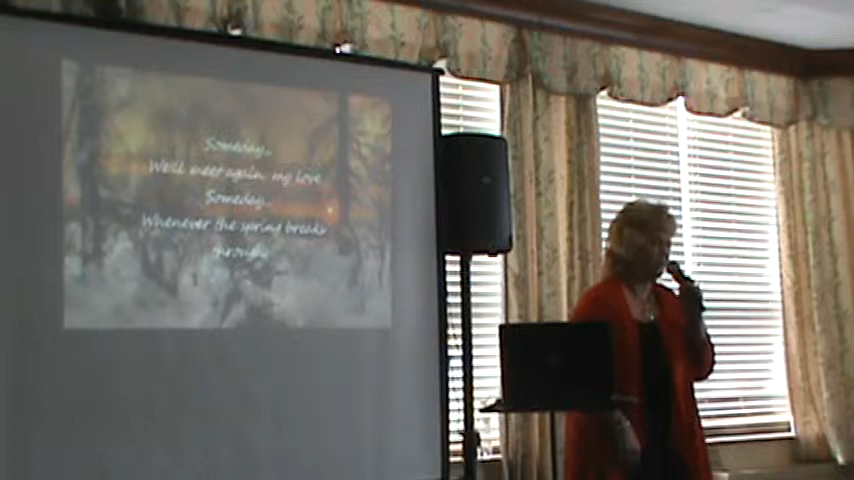 Someday..
We'll meet again, my love
Someday..
Whenever the spring breaks
through..